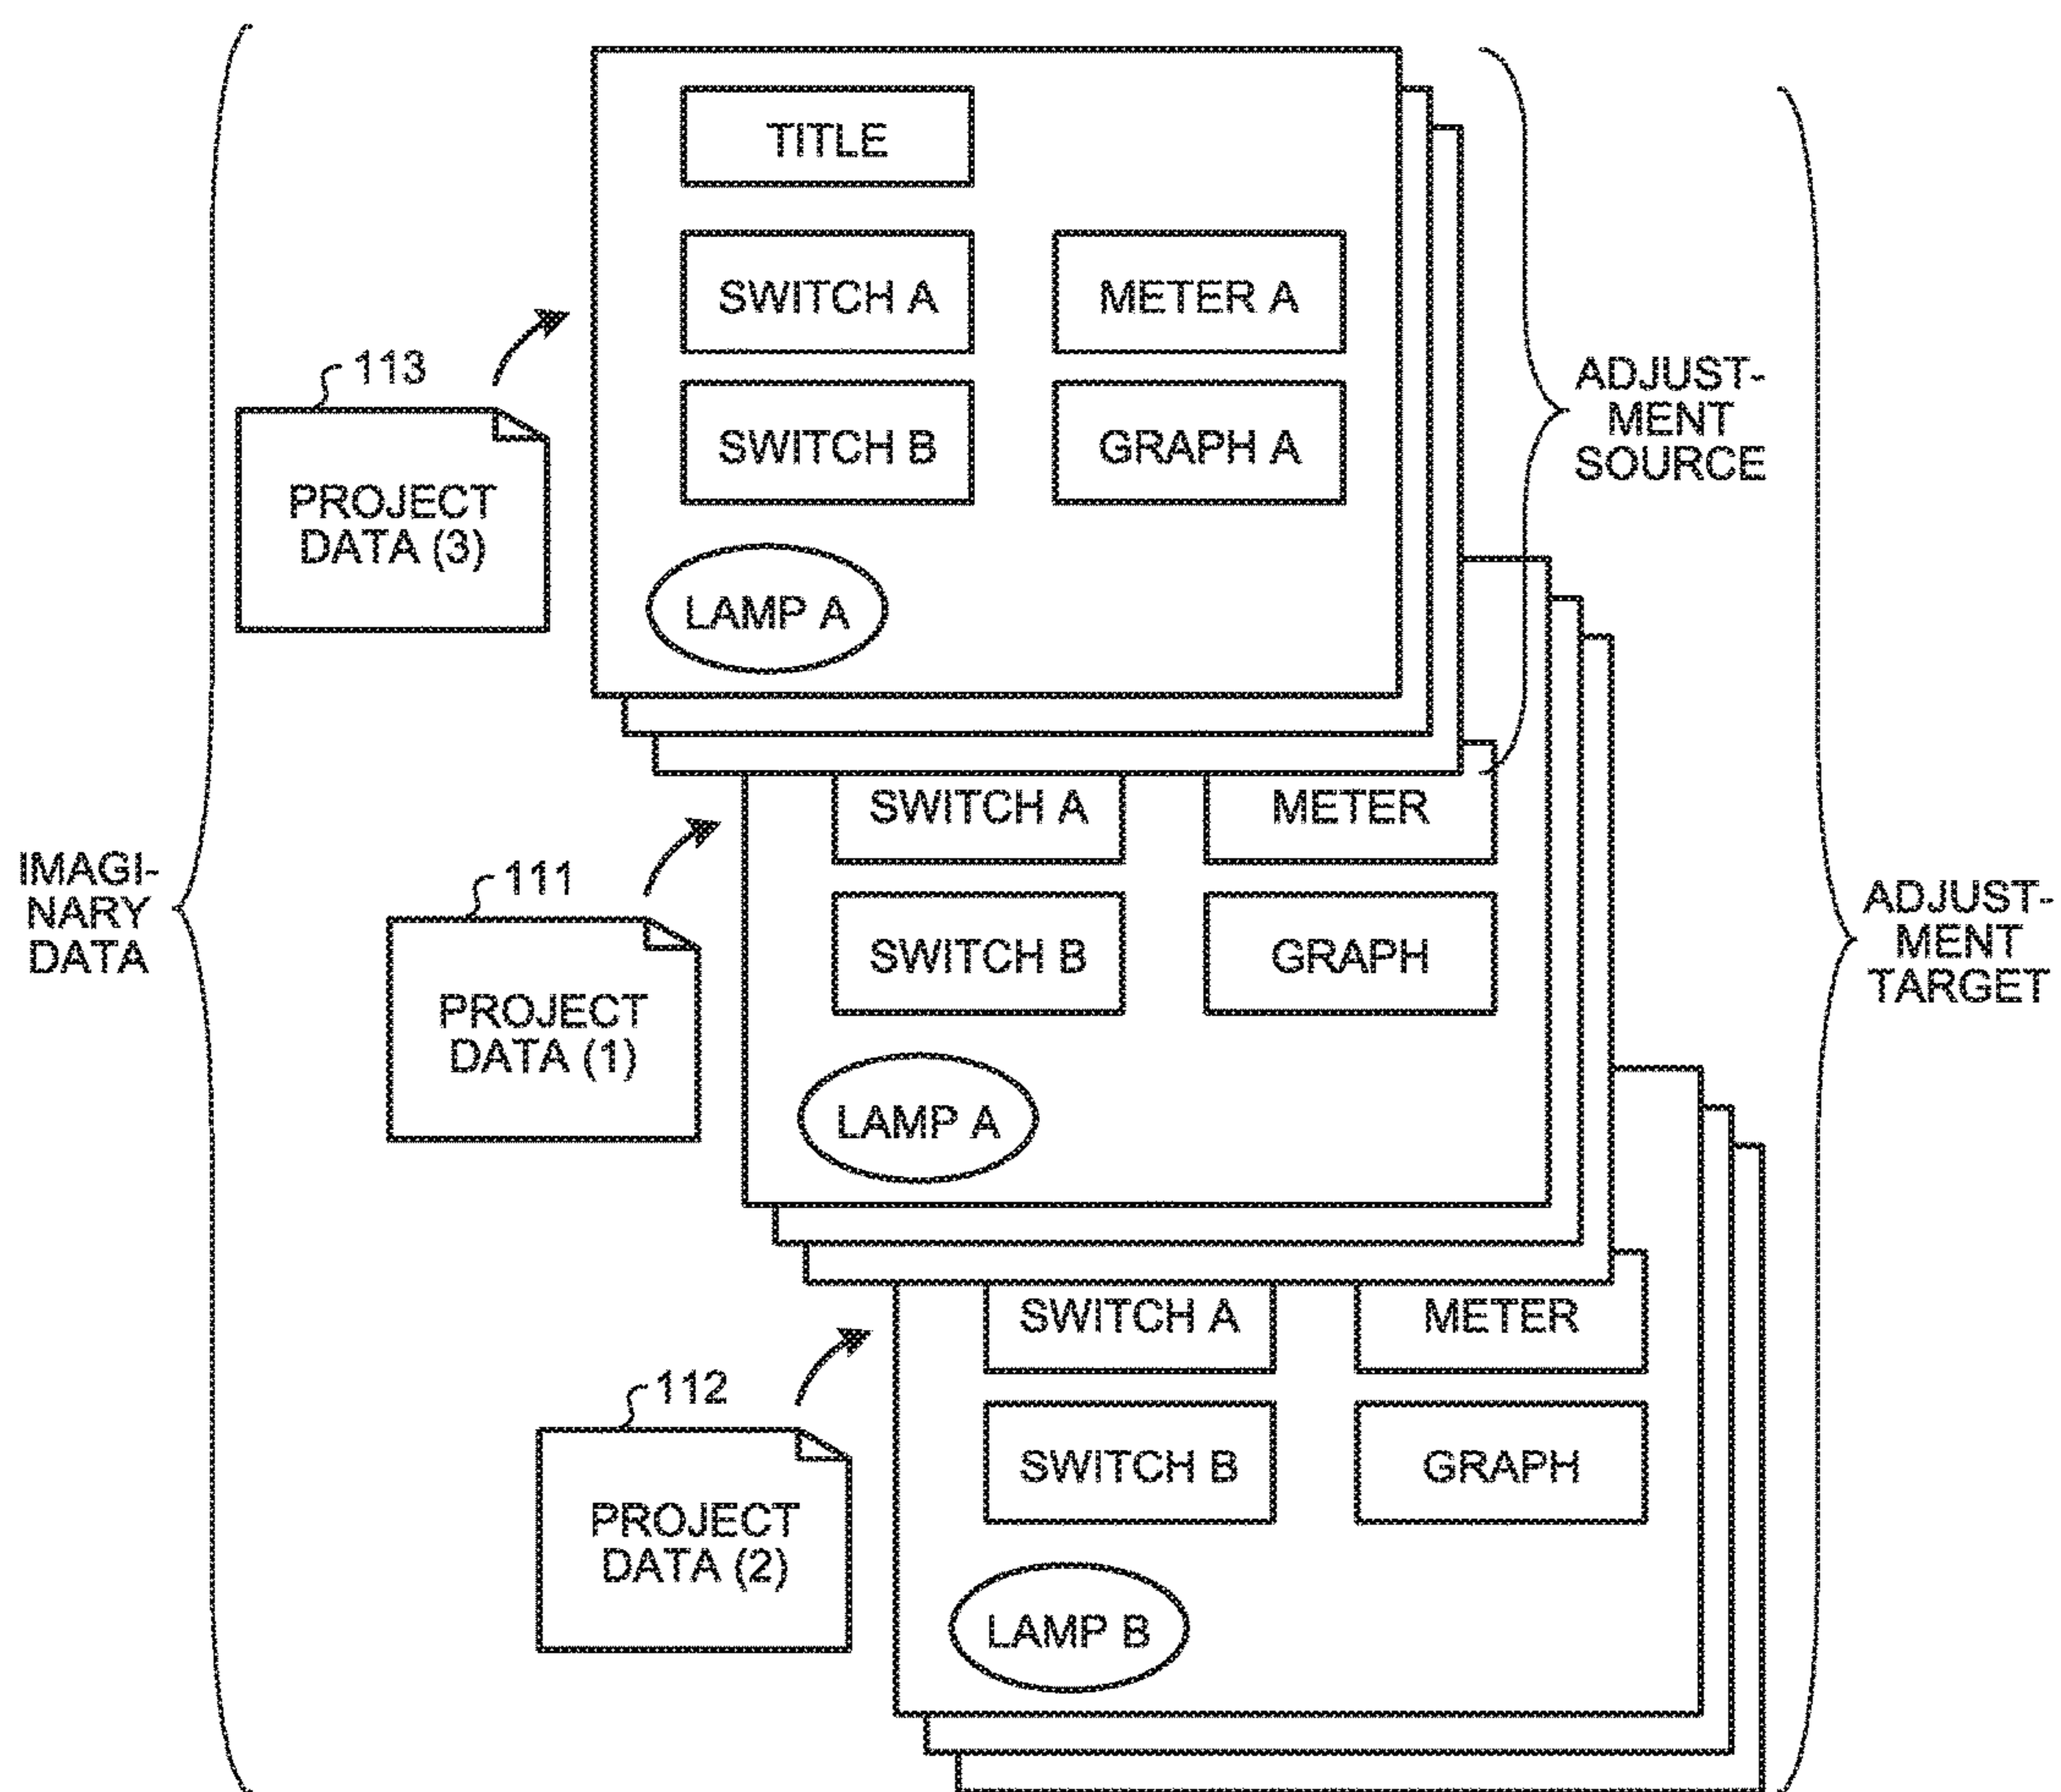 TITLE
SWITCH A
METER A
SWITCH B
GRAPH A
LAMP A
113
PROJECT
DATA (3)
ADJUST-
MENT
SOURCE
SWITCH A
METER
SWITCH B
GRAPH
LAMP A
111
PROJECT
DATA (1)
IMAGI-
NARY
DATA
ADJUST-
MENT
TARGET
SWITCH A
METER
SWITCH B
GRAPH
LAMP B
112
PROJECT
DATA (2)